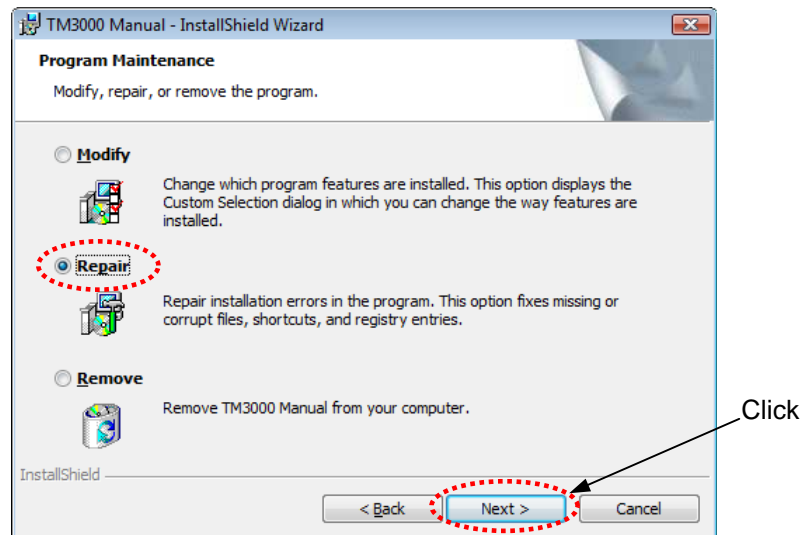 TM3000 Manual - InstallShield Wizard
Program Maintenance
Modify, repair, or remove the program.
Modify
Change which program features are installed. This option displays the
Custom Selection dialog in which you can change the way features are
installed.
Repair
Repair installation errors in the program. This option fixes missing or
corrupt files, shortcuts, and registry entries.
Remove
Remove TM3000 Manual from your computer.
Click
InstallShield
< Back Next > Cancel